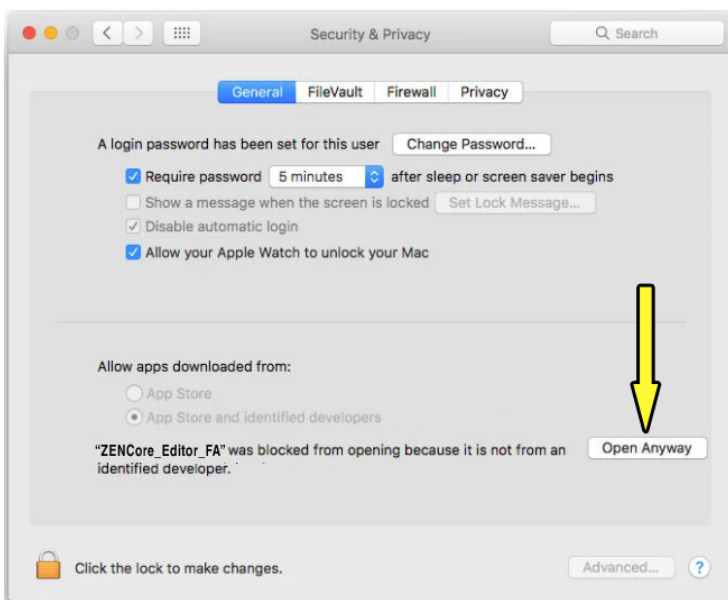 Security & Privacy
Search
General FileVault Firewall Privacy
A login password has been set for this user Change Password...
Require password 5 minutes after sleep or screen saver begins
Show a message when the screen is locked Set Lock Message...
Disable automatic login
Allow your Apple Watch to unlock your Mac
Allow apps downloaded from:
App Store
App Store and identified developers
“ZENCore_Editor_FA” was blocked from opening because it is not from an Open Anyway
identified developer.
Click the lock to make changes. Advanced... ?